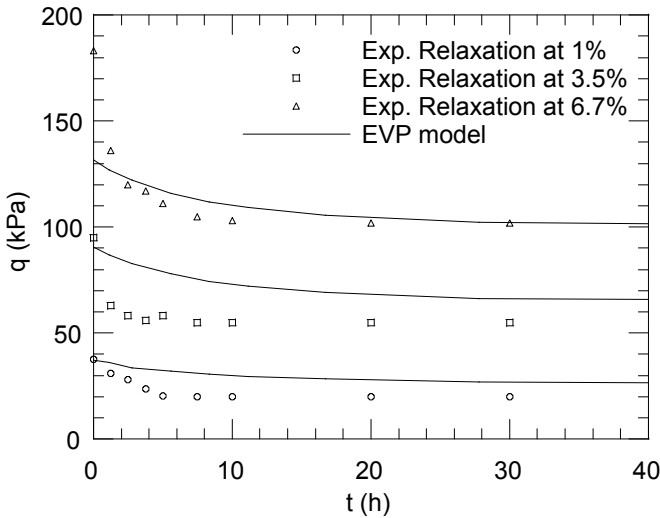 200
150
100
50
0
q (kPa)
Exp. Relaxation at 1%
Exp. Relaxation at 3.5%
Exp. Relaxation at 6.7%
EVP model
0 10 20 30 40
t (h)